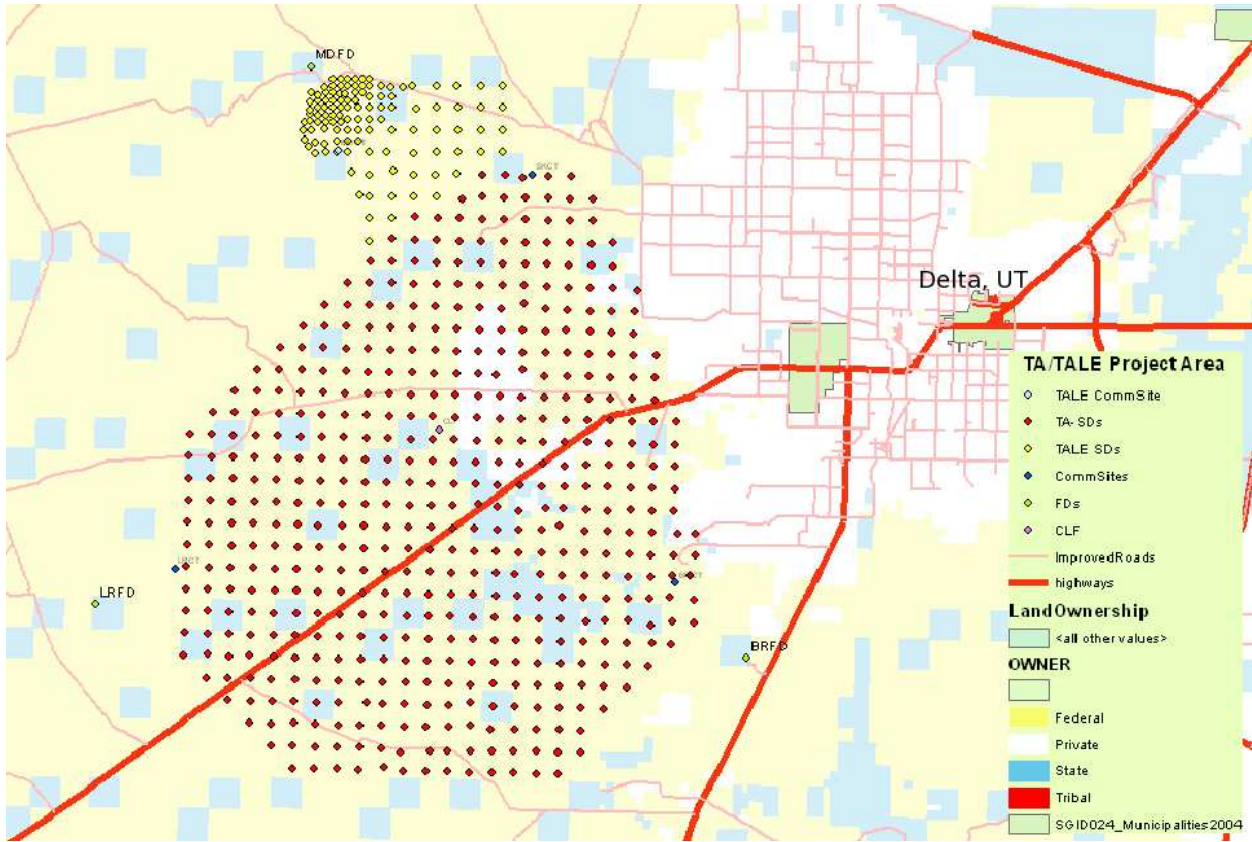 MDFD
SKCT
Delta, UT
TA/TALE Project Area
TALE CommSite
TA-SDs
TALE SDs
CommSites
FDs
CLF
ImprovedRoads
highways
LandOwnership
<all other values>
OWNER
Federal
Private
State
Tribal
SGID024_Municipalities2004
LRFD
BRFD